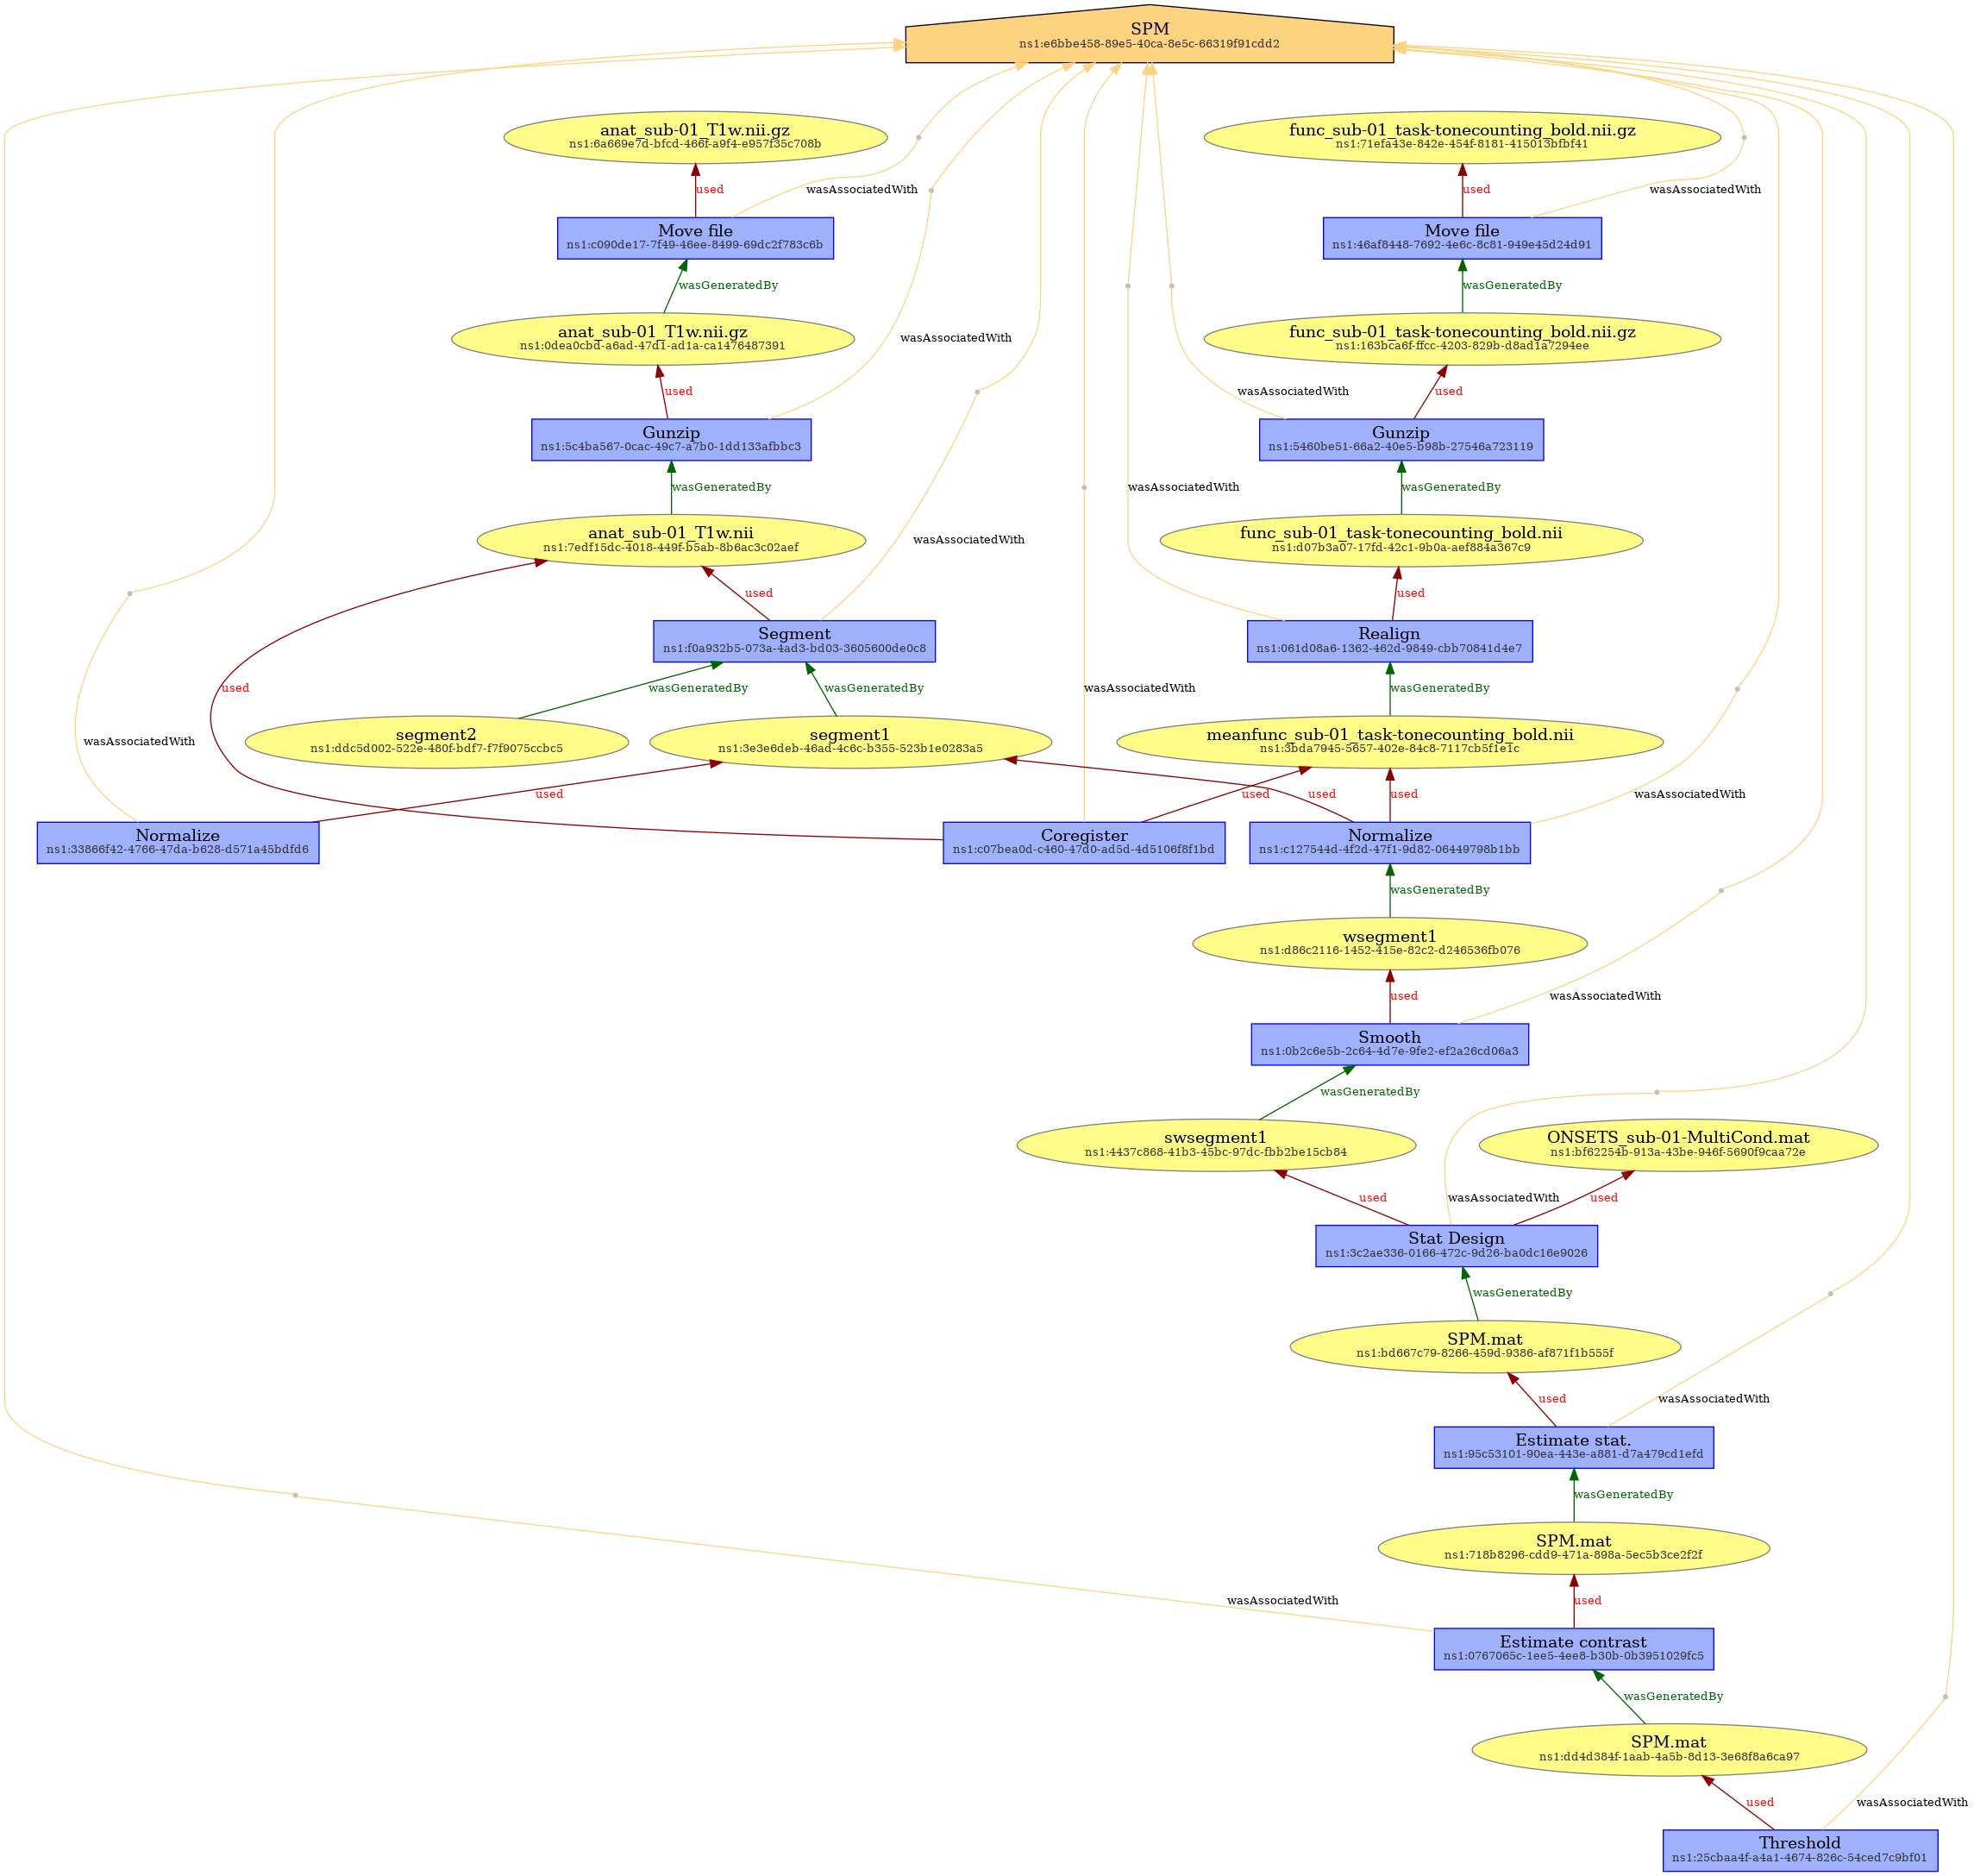 SPM
ns1:e6bbe458-89e5-40ca-8e5c-66319f91cdd2
anat_sub-01_T1w.nii.gz
ns1:6a669e7d-bfcd-466f-a9f4-e957f35c708b
func_sub-01_task-tonecounting_bold.nii.gz
ns1:71efa43e-842e-454f-8181-415013bfbf41
used
wasAssociatedWith
used
wasAssociatedWith
Move file
ns1:c090de17-7f49-46ee-8499-69dc2f783c6b
Move file
ns1:46af8448-7692-4e6c-8c81-949e45d24d91
wasGeneratedBy
wasGeneratedBy
anat_sub-01_T1w.nii.gz
ns1:0dea0cbd-a6ad-47d1-ad1a-ca1476487391
wasAssociatedWith
func_sub-01_task-tonecounting_bold.nii.gz
ns1:163bca6f-ffcc-4203-829b-d8ad1a7294ee
used
wasAssociatedWith
used
Gunzip
ns1:5c4ba567-0cac-49c7-a7b0-1dd133afbbc3
Gunzip
ns1:5460be51-66a2-40e5-b98b-27546a723119
wasGeneratedBy
wasAssociatedWith
wasGeneratedBy
anat_sub-01_T1w.nii
ns1:7edf15dc-4018-449f-b5ab-8b6ac3c02aef
wasAssociatedWith
func_sub-01_task-tonecounting_bold.nii
ns1:d07b3a07-17fd-42c1-9b0a-aef884a367c9
used
used
Segment
ns1:f0a932b5-073a-4ad3-bd03-3605600de0c8
Realign
ns1:061d08a6-1362-462d-9849-cbb70841d4e7
used
wasGeneratedBy
wasGeneratedBy
wasAssociatedWith
wasGeneratedBy
wasAssociatedWith
segment2
ns1:ddc5d002-522e-480f-bdf7-f7f9075ccbc5
segment1
ns1:3e3e6deb-46ad-4c6c-b355-523b1e0283a5
meanfunc_sub-01_task-tonecounting_bold.nii
ns1:3bda7945-5657-402e-84c8-7117cb5f1e1c
used
used
used
used
wasAssociatedWith
Normalize
ns1:33866f42-4766-47da-b628-d571a45bdfd6
Coregister
ns1:c07bea0d-c460-47d0-ad5d-4d5106f8f1bd
Normalize
ns1:c127544d-4f2d-47f1-9d82-06449798b1bb
wasGeneratedBy
wsegment1
ns1:d86c2116-1452-415e-82c2-d246536fb076
used
wasAssociatedWith
Smooth
ns1:0b2c6e5b-2c64-4d7e-9fe2-ef2a26cd06a3
wasGeneratedBy
swsegment1
ns1:4437c868-41b3-45bc-97dc-fbb2be15cb84
ONSETS_sub-01-MultiCond.mat
ns1:bf62254b-913a-43be-946f-5690f9caa72e
used
wasAssociatedWith
used
Stat Design
ns1:3c2ae336-0166-472c-9d26-ba0dc16e9026
wasGeneratedBy
SPM.mat
ns1:bd667c79-8266-459d-9386-af871f1b555f
used
wasAssociatedWith
Estimate stat.
ns1:95c53101-90ea-443e-a881-d7a479cd1efd
wasGeneratedBy
SPM.mat
ns1:718b8296-cdd9-471a-898a-5ec5b3ce2f2f
wasAssociatedWith
used
Estimate contrast
ns1:0767065c-1ee5-4ee8-b30b-0b3951029fc5
wasGeneratedBy
SPM.mat
ns1:dd4d384f-1aab-4a5b-8d13-3e68f8a6ca97
used
wasAssociatedWith
Threshold
ns1:25cbaa4f-a4a1-4674-826c-54ced7c9bf01